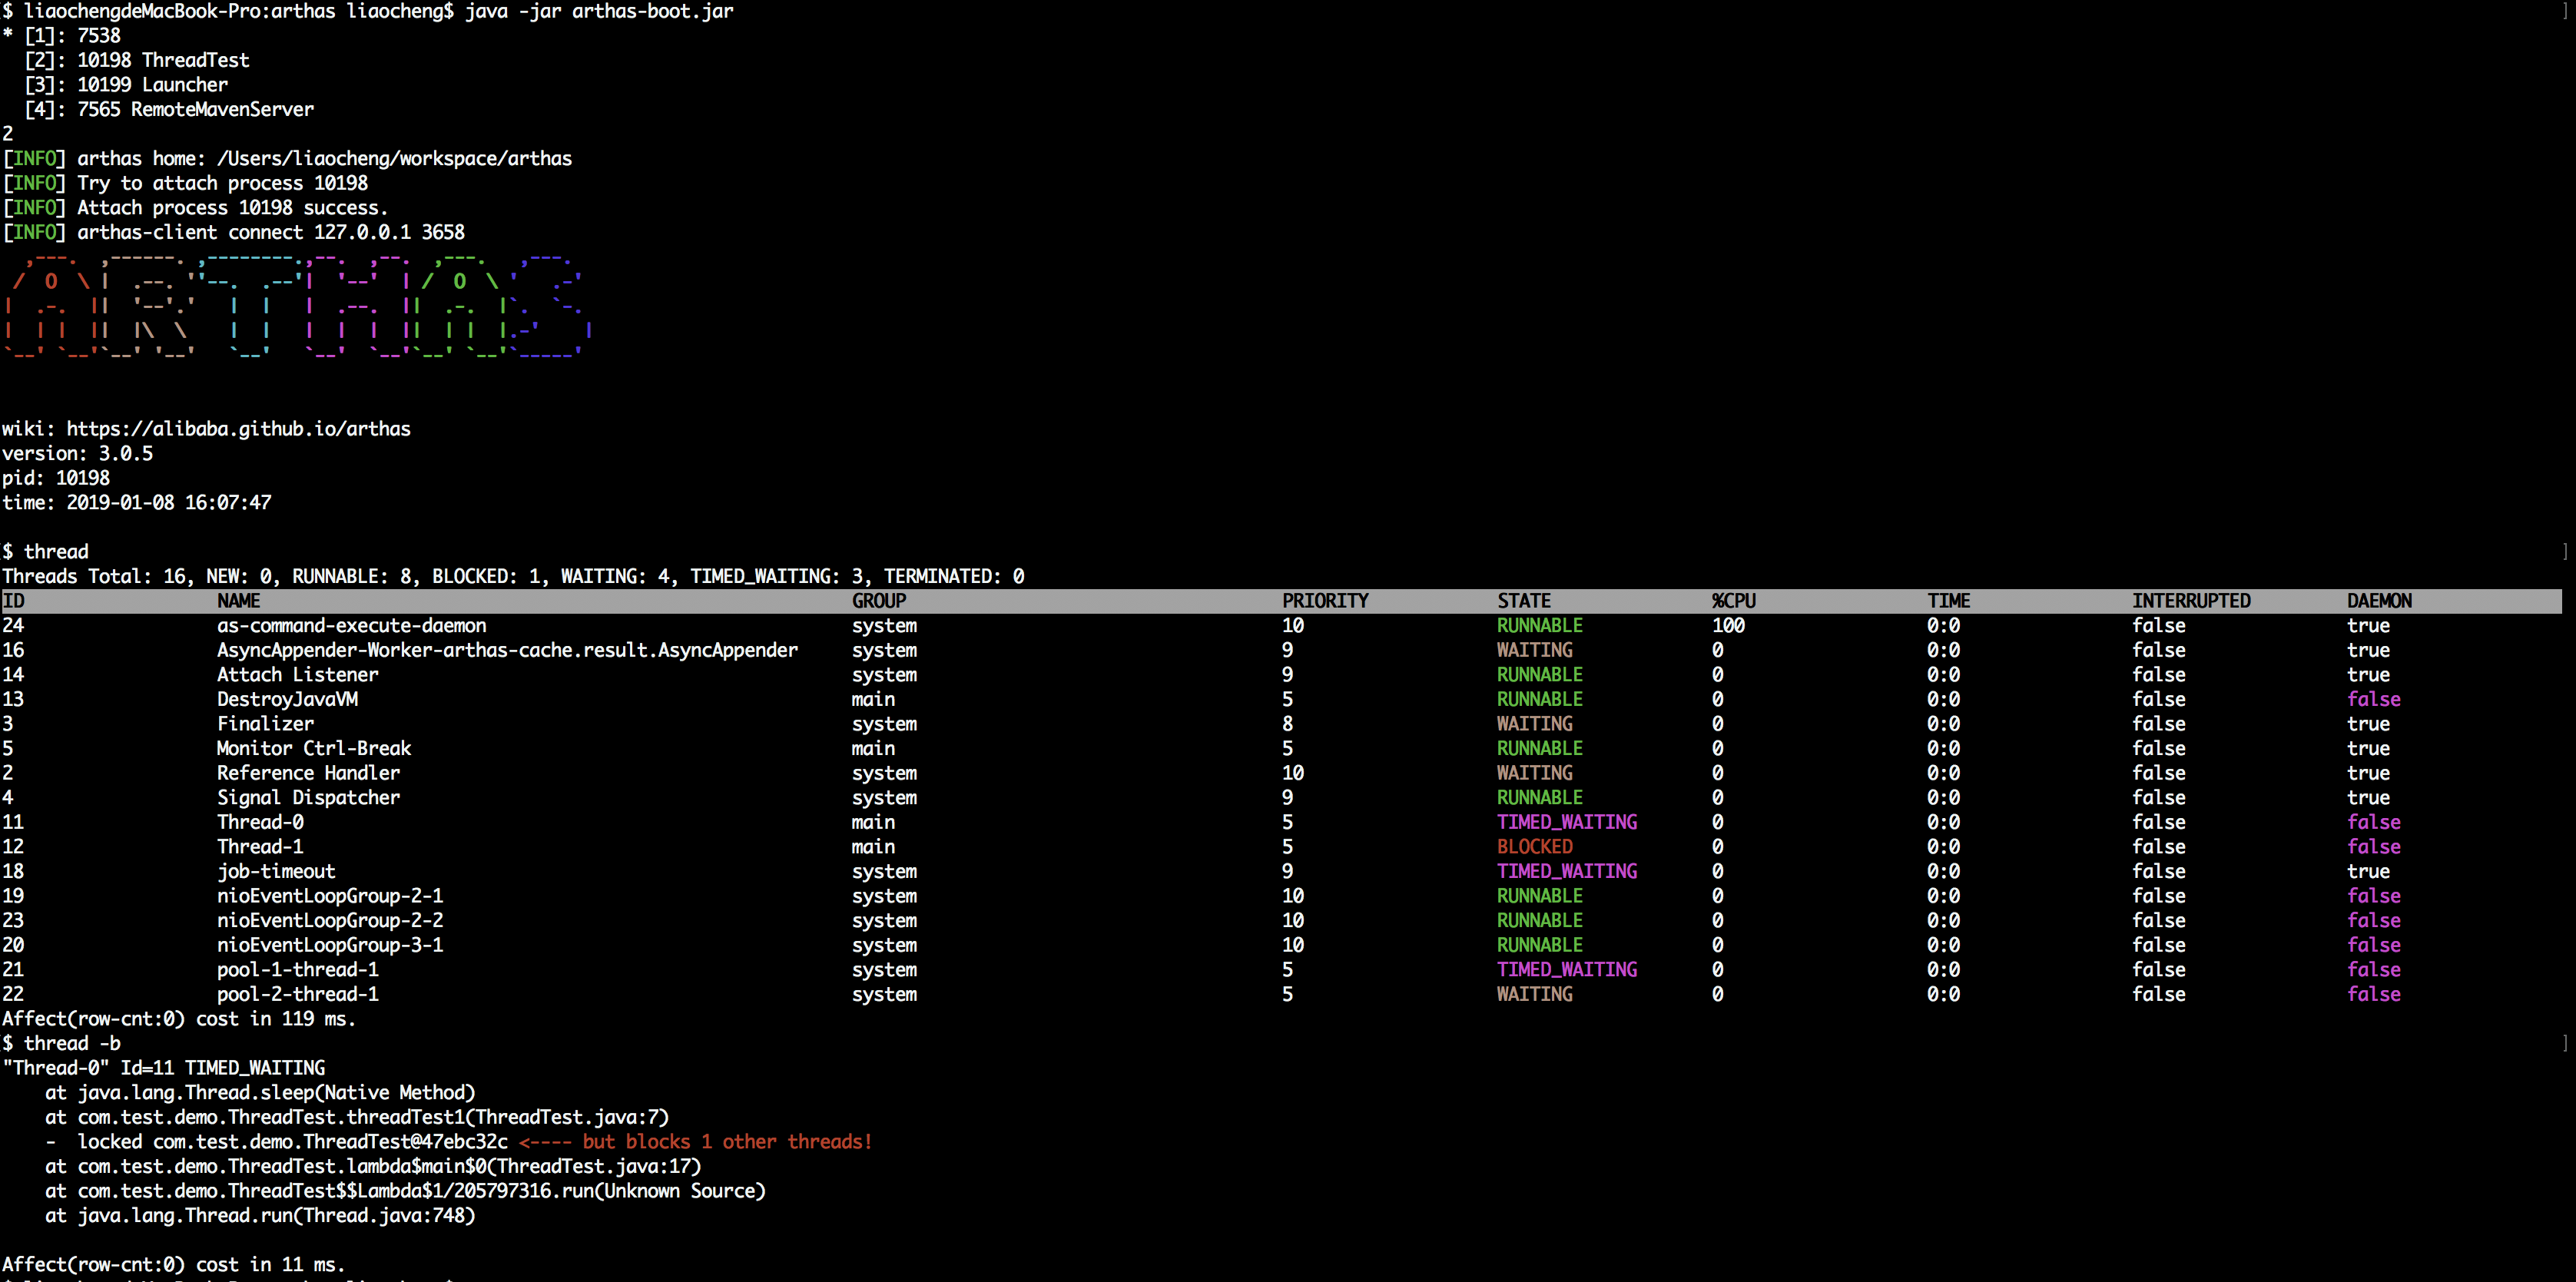 $ liaochengdeMacBook-Pro:arthas liaocheng$ java -jar arthas-boot.jar
* [1]: 7538
  [2]: 10198 ThreadTest
  [3]: 10199 Launcher
  [4]: 7565 RemoteMavenServer
2
[INFO] arthas home: /Users/liaocheng/workspace/arthas
[INFO] Try to attach process 10198
[INFO] Attach process 10198 success.
[INFO] arthas-client connect 127.0.0.1 3658
ARTHAS
wiki: https://alibaba.github.io/arthas
version: 3.0.5
pid: 10198
time: 2019-01-08 16:07:47
$ thread
Threads Total: 16, NEW: 0, RUNNABLE: 8, BLOCKED: 1, WAITING: 4, TIMED_WAITING: 3, TERMINATED: 0
ID NAME GROUP PRIORITY STATE %CPU TIME INTERRUPTED DAEMON
24 as-command-execute-daemon system 10 RUNNABLE 100 0:0 false true
16 AsyncAppender-Worker-arthas-cache.result.AsyncAppender system 9 WAITING 0 0:0 false true
14 Attach Listener system 9 RUNNABLE 0 0:0 false true
13 DestroyJavaVM main 5 RUNNABLE 0 0:0 false false
3 Finalizer system 8 WAITING 0 0:0 false true
5 Monitor Ctrl-Break main 5 RUNNABLE 0 0:0 false true
2 Reference Handler system 10 WAITING 0 0:0 false true
4 Signal Dispatcher system 9 RUNNABLE 0 0:0 false true
11 Thread-0 main 5 TIMED_WAITING 0 0:0 false false
12 Thread-1 main 5 BLOCKED 0 0:0 false false
18 job-timeout system 9 TIMED_WAITING 0 0:0 false true
19 nioEventLoopGroup-2-1 system 10 RUNNABLE 0 0:0 false false
23 nioEventLoopGroup-2-2 system 10 RUNNABLE 0 0:0 false false
20 nioEventLoopGroup-3-1 system 10 RUNNABLE 0 0:0 false false
21 pool-1-thread-1 system 5 TIMED_WAITING 0 0:0 false false
22 pool-2-thread-1 system 5 WAITING 0 0:0 false false
Affect(row-cnt:0) cost in 119 ms.
$ thread -b
"Thread-0" Id=11 TIMED_WAITING
    at java.lang.Thread.sleep(Native Method)
    at com.test.demo.ThreadTest.threadTest1(ThreadTest.java:7)
    -  locked com.test.demo.ThreadTest@47ebc32c <---- but blocks 1 other threads!
    at com.test.demo.ThreadTest.lambda$main$0(ThreadTest.java:17)
    at com.test.demo.ThreadTest$$Lambda$1/205797316.run(Unknown Source)
    at java.lang.Thread.run(Thread.java:748)
Affect(row-cnt:0) cost in 11 ms.